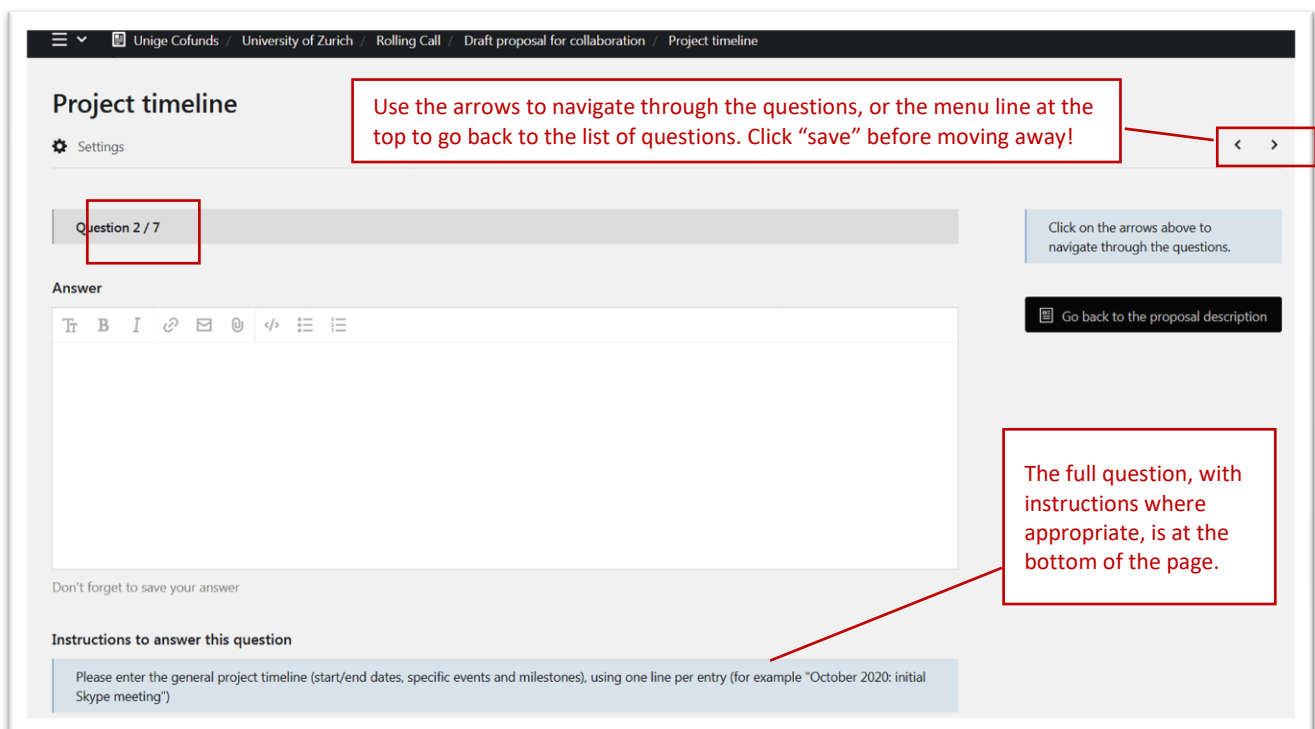 Unige Cofunds / University of Zurich / Rolling Call / Draft proposal for collaboration / Project timeline
Project timeline
Use the arrows to navigate through the questions, or the menu line at the
top to go back to the list of questions. Click “save” before moving away!
Settings
Question 2 / 7
Click on the arrows above to
navigate through the questions.
Answer
Go back to the proposal description
The full question, with
instructions where
appropriate, is at the
bottom of the page.
Don't forget to save your answer
Instructions to answer this question
Please enter the general project timeline (start/end dates, specific events and milestones), using one line per entry (for example "October 2020: initial
Skype meeting")